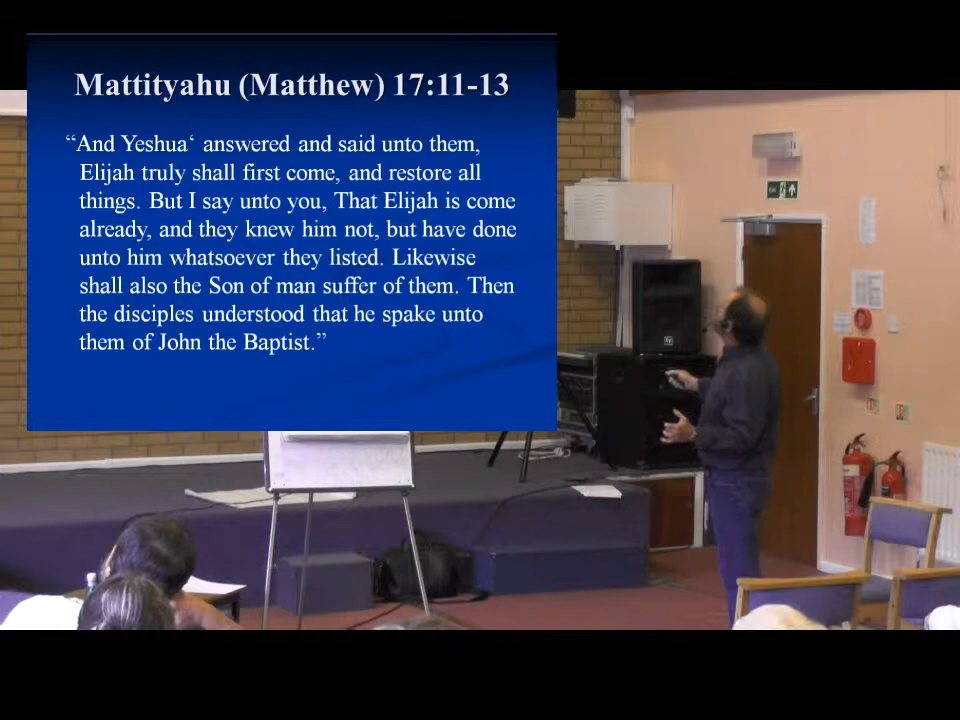 Mattityahu (Matthew) 17:11-13
“And Yeshua‘ answered and said unto them,
Elijah truly shall first come, and restore all
things. But I say unto you, That Elijah is come
already, and they knew him not, but have done
unto him whatsoever they listed. Likewise
shall also the Son of man suffer of them. Then
the disciples understood that he spake unto
them of John the Baptist.”